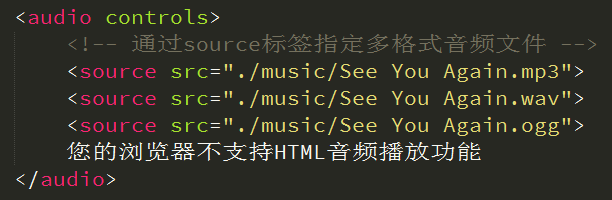 <audio controls>
<!-- 通过source标签指定多格式音频文件 -->
<source src="./music/See You Again.mp3">
<source src="./music/See You Again.wav">
<source src="./music/See You Again.ogg">
您的浏览器不支持HTML音频播放功能
</audio>